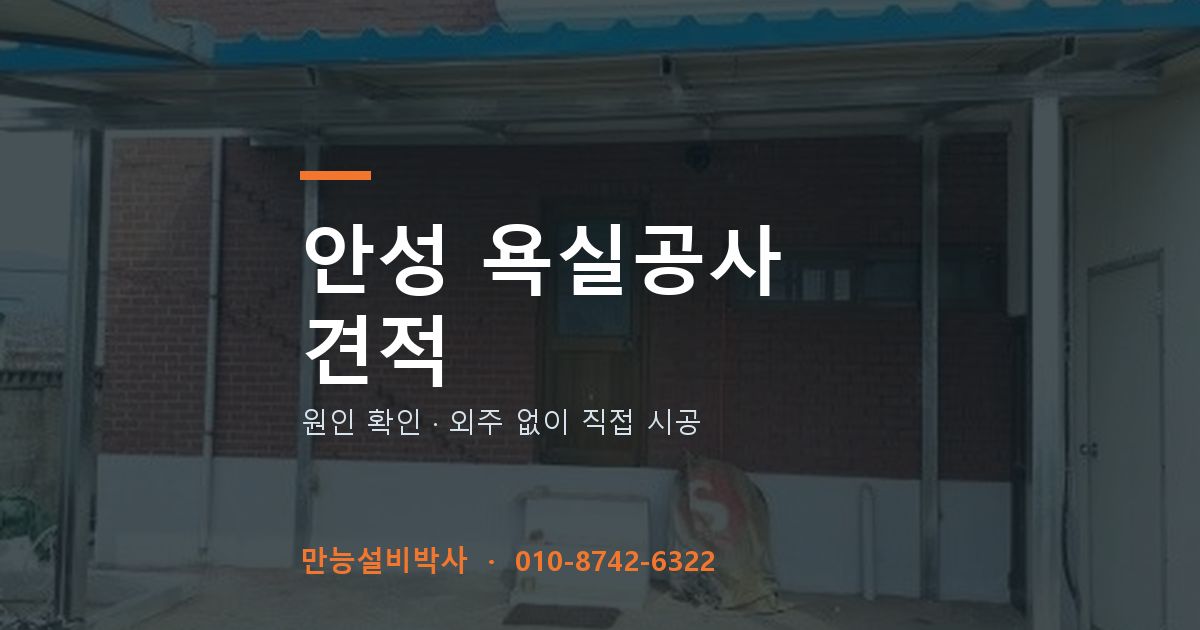 안성 욕실공사
견적
원인 확인 · 외주 없이 직접 시공
S
만능설비박사 · 010-8742-6322